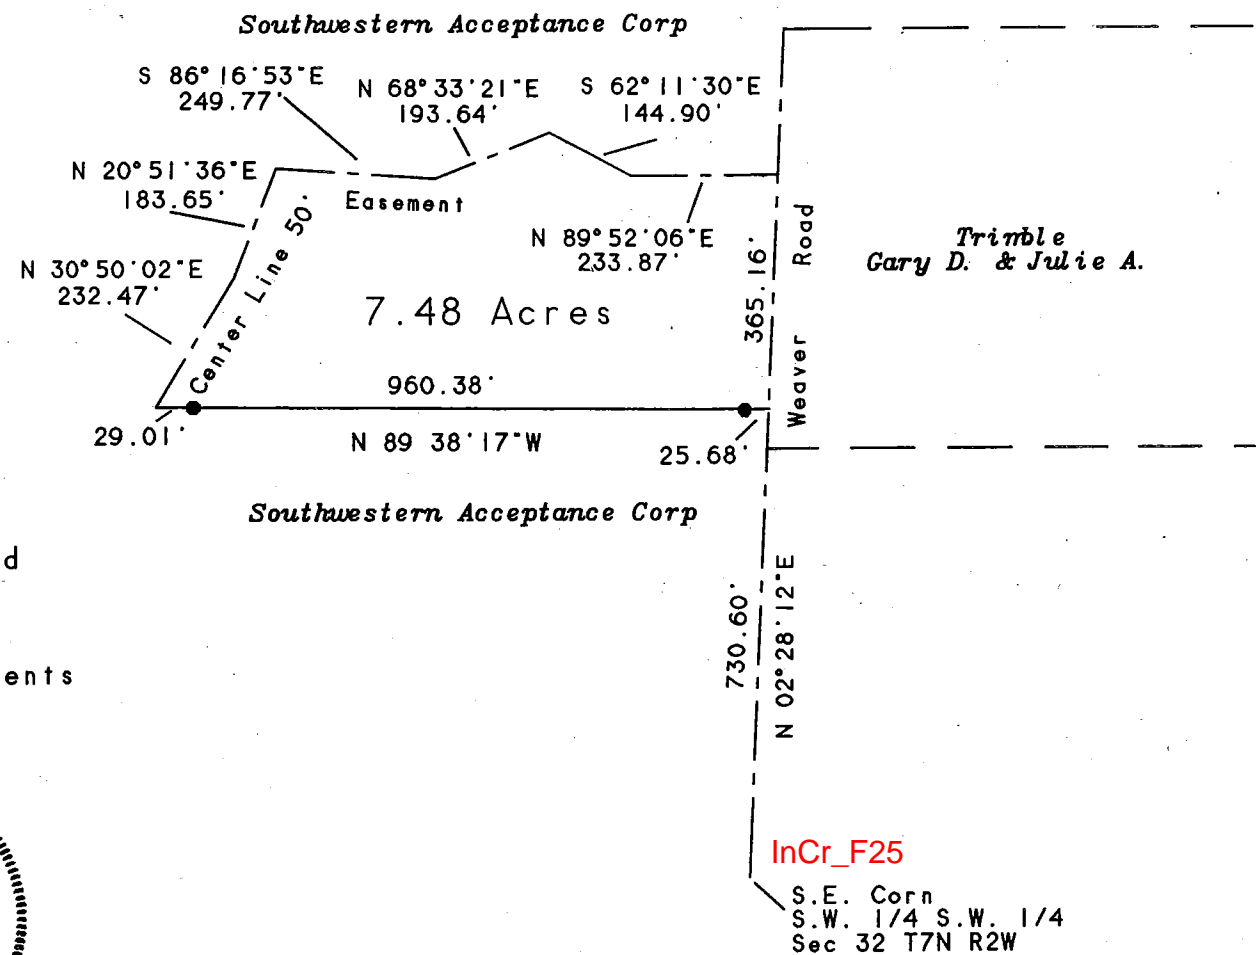 Southwestern Acceptance Corp
S 86°16'53"E
249.77'
N 68°33'21"E
193.64'
S 62°11'30"E
144.90'
N 20°51'36"E
183.65'
Easement
Center Line 50'
N 30°50'02"E
232.47'
N 89°52'06"E
233.87'
365.16'
Weaver Road
Trimble
Gary D. & Julie A.
7.48 Acres
960.38'
29.01'
N 89 38'17"W
25.68'
Southwestern Acceptance Corp
d
ents
730.60'
N 02°28'12"E
InCr_F25
S.E. Corn
S.W. 1/4 S.W. 1/4
Sec 32 T7N R2W